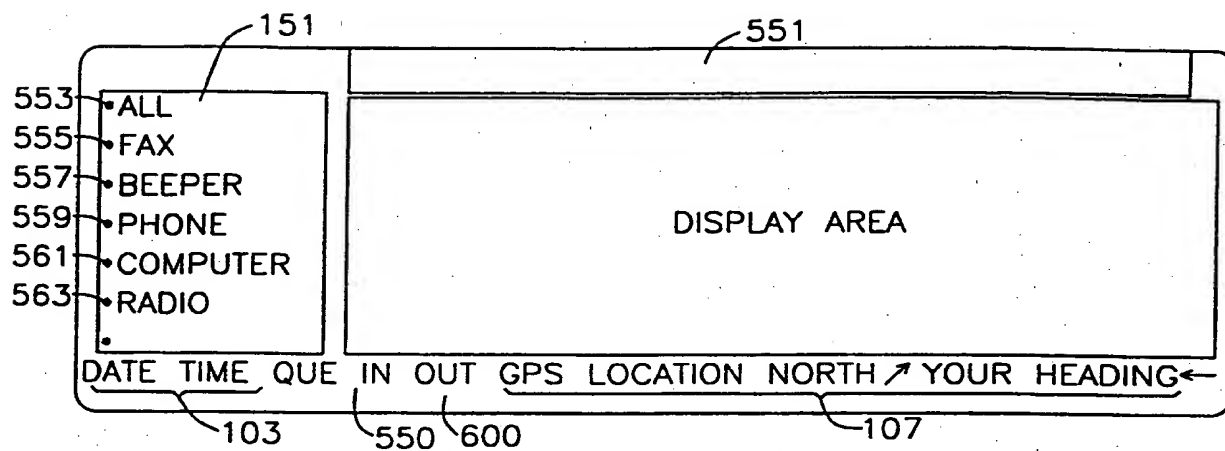 151
551
553 ALL
555 FAX
557 BEEPER
559 PHONE
561 COMPUTER
563 RADIO
DISPLAY AREA
DATE TIME QUE IN OUT GPS LOCATION NORTH ↗ YOUR HEADING ←
103
550
600
107